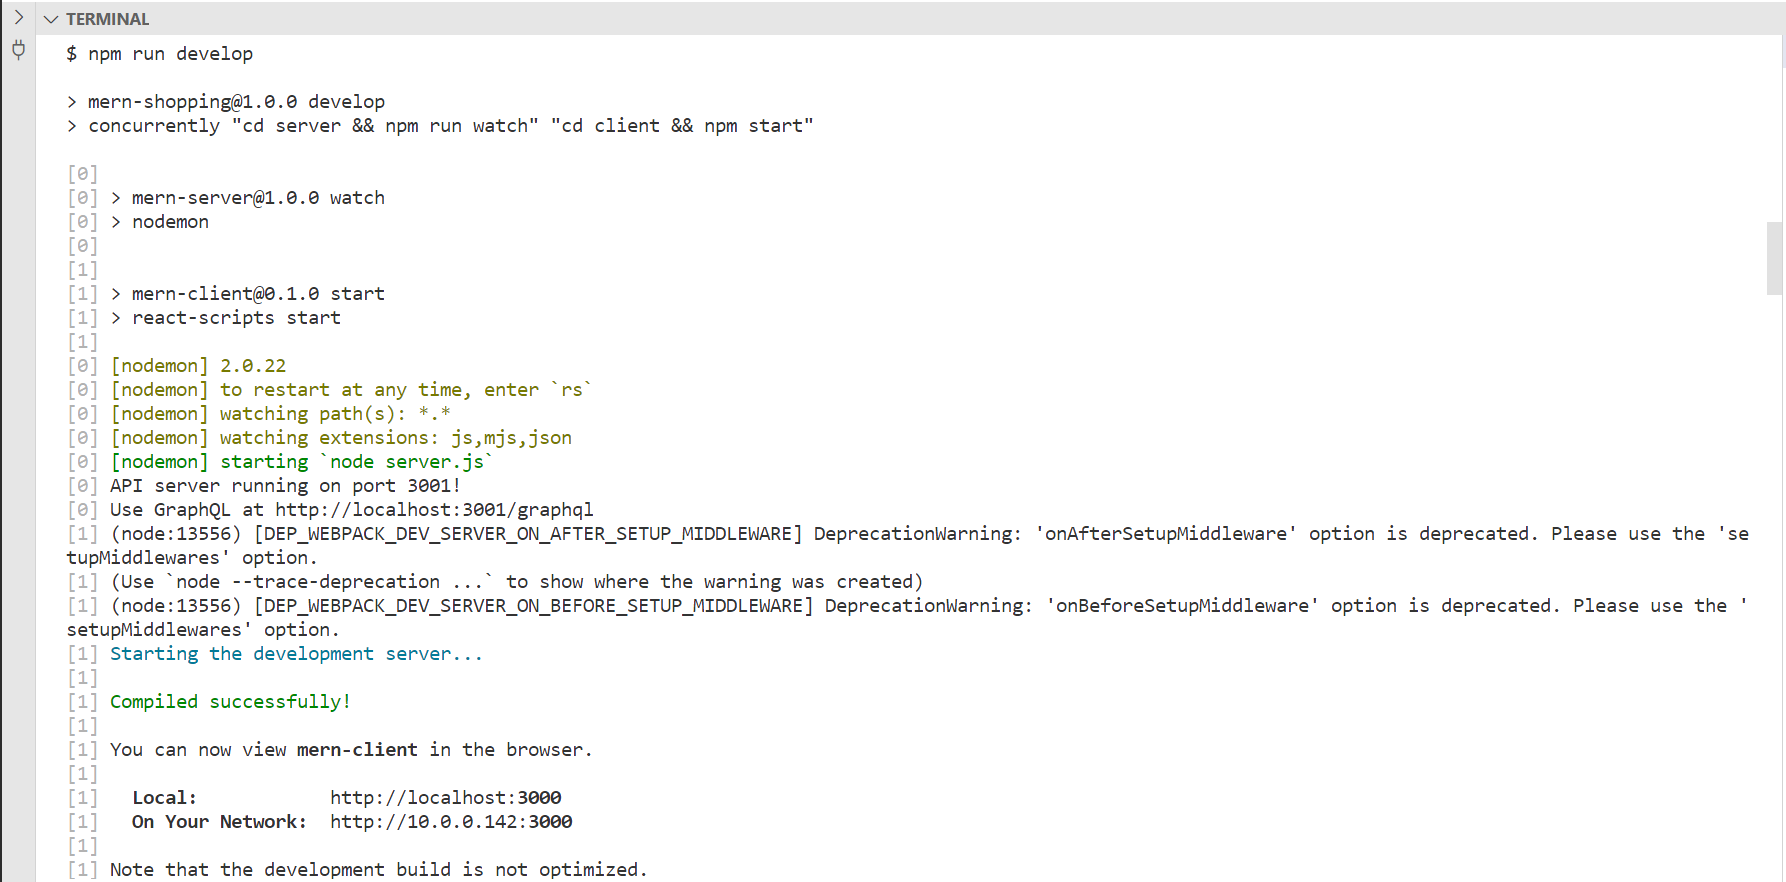 TERMINAL
$ npm run develop
> mern-shopping@1.0.0 develop
> concurrently "cd server && npm run watch" "cd client && npm start"
[0]
[0] > mern-server@1.0.0 watch
[0] > nodemon
[0]
[1]
[1] > mern-client@0.1.0 start
[1] > react-scripts start
[1]
[0] [nodemon] 2.0.22
[0] [nodemon] to restart at any time, enter `rs`
[0] [nodemon] watching path(s): *.*
[0] [nodemon] watching extensions: js,mjs,json
[0] [nodemon] starting `node server.js`
[0] API server running on port 3001!
[0] Use GraphQL at http://localhost:3001/graphql
[1] (node:13556) [DEP_WEBPACK_DEV_SERVER_ON_AFTER_SETUP_MIDDLEWARE] DeprecationWarning: 'onAfterSetupMiddleware' option is deprecated. Please use the 'se
tupMiddlewares' option.
[1] (Use `node --trace-deprecation ...` to show where the warning was created)
[1] (node:13556) [DEP_WEBPACK_DEV_SERVER_ON_BEFORE_SETUP_MIDDLEWARE] DeprecationWarning: 'onBeforeSetupMiddleware' option is deprecated. Please use the '
setupMiddlewares' option.
[1] Starting the development server...
[1]
[1] Compiled successfully!
[1]
[1] You can now view mern-client in the browser.
[1]
[1]   Local:            http://localhost:3000
[1]   On Your Network:  http://10.0.0.142:3000
[1]
[1] Note that the development build is not optimized.